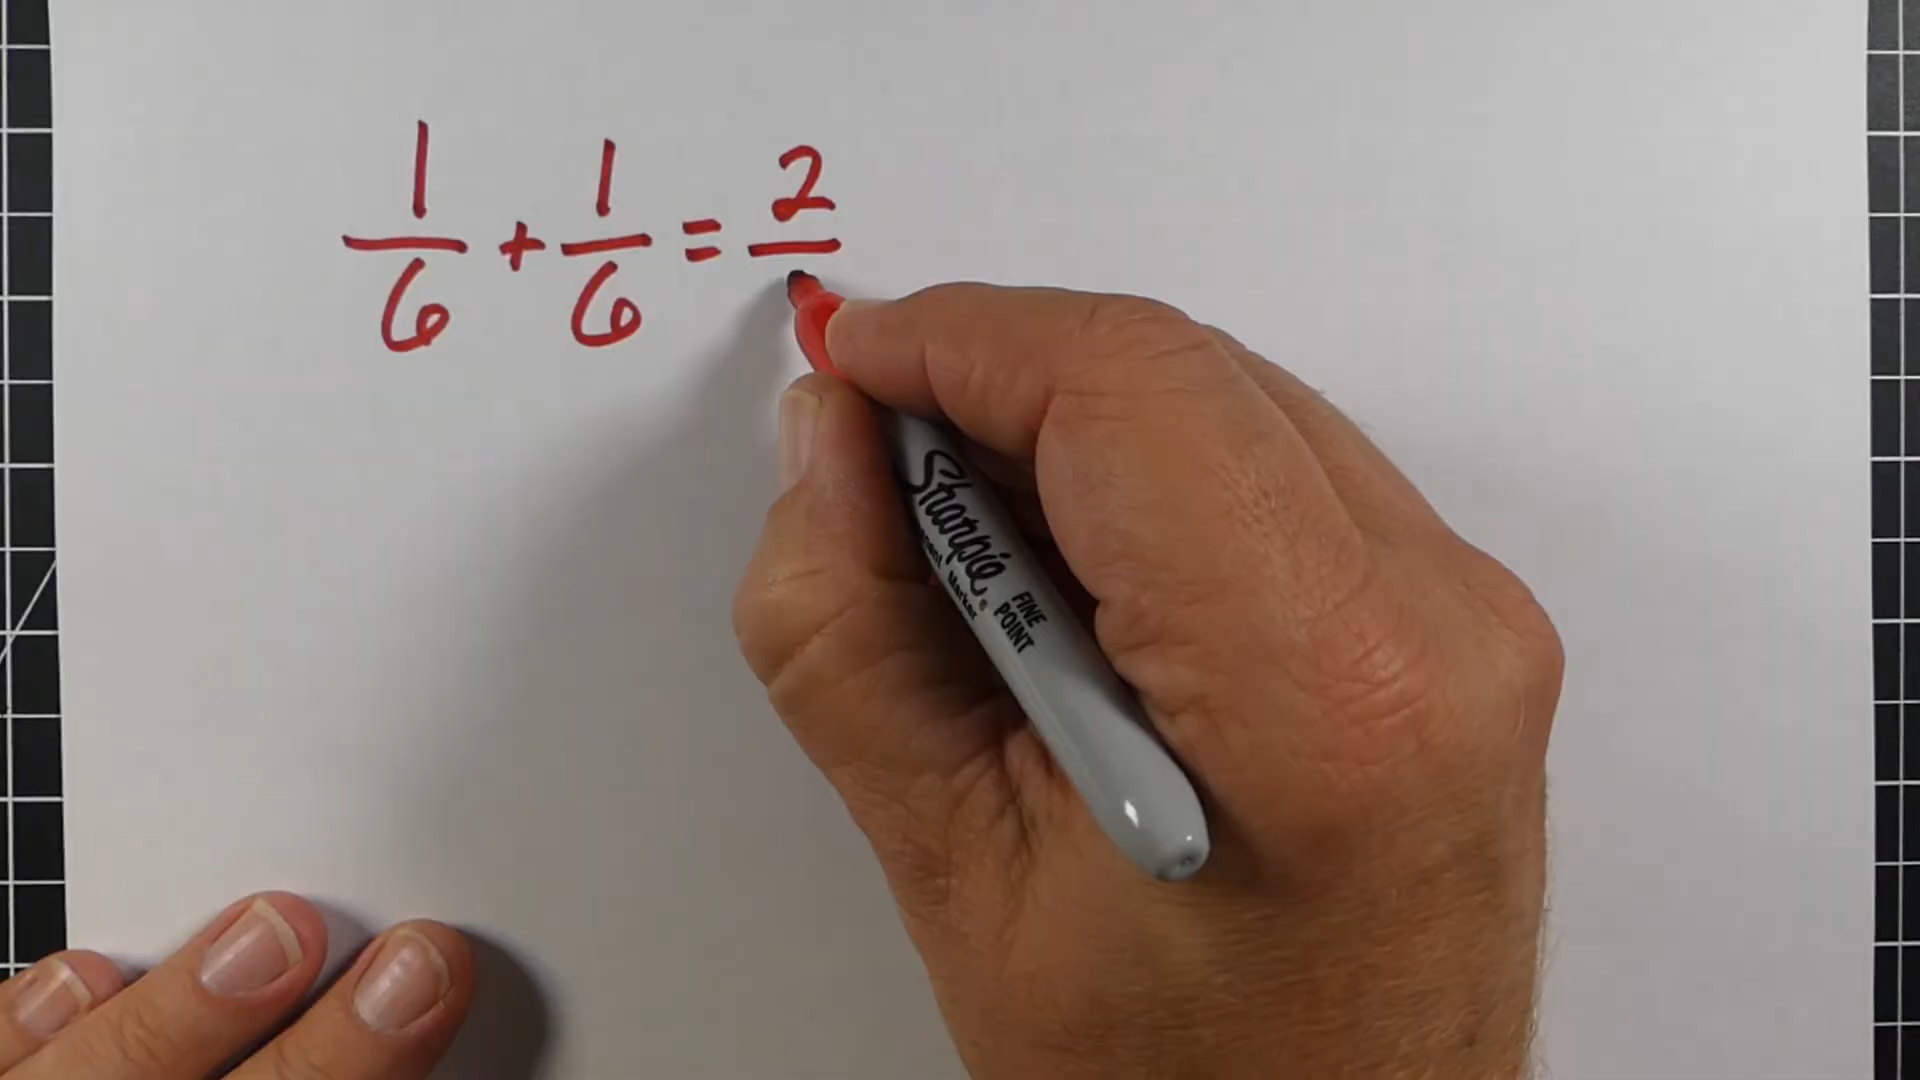 1/6 + 1/6 = 2/
Sharpie®
Marker
FINE
POINT